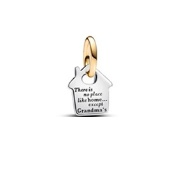 There is
no place
like home...
except
Grandma's